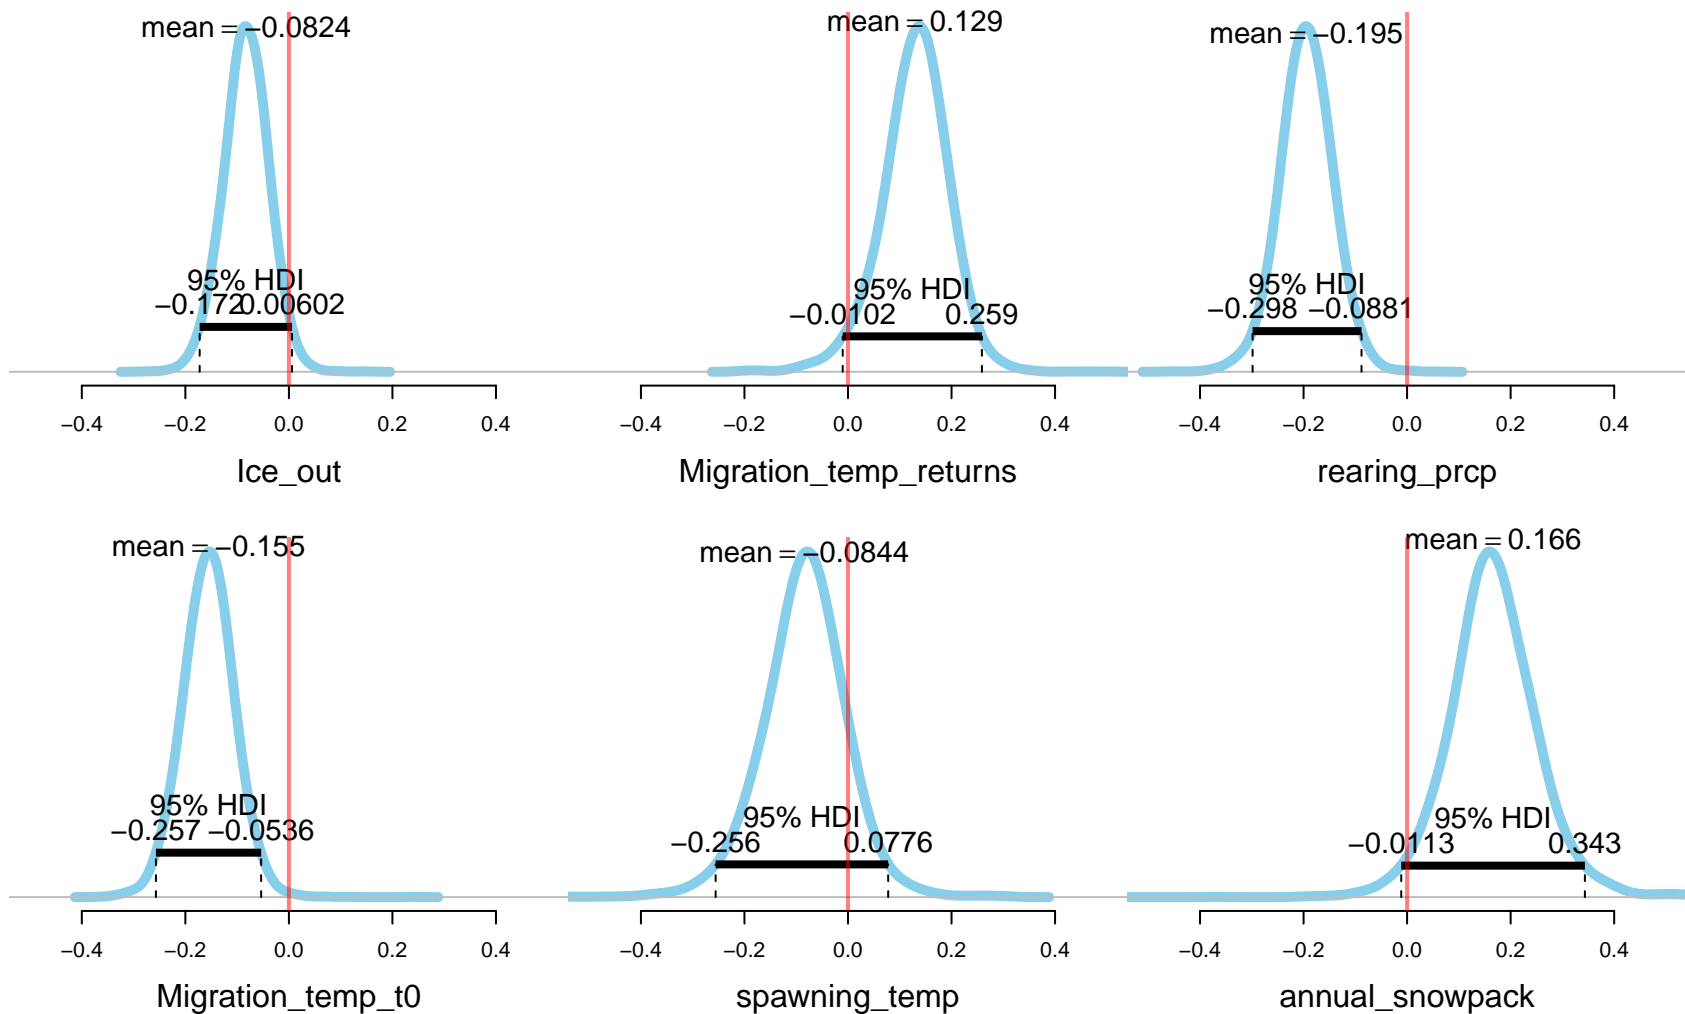 mean = −0.0824
95% HDI
−0.172 0.00602
−0.4 −0.2 0.0 0.2 0.4
Ice_out
mean = 0.129
95% HDI
−0.0102 0.259
−0.4 −0.2 0.0 0.2 0.4
Migration_temp_returns
mean = −0.195
95% HDI
−0.298 −0.0881
−0.4 −0.2 0.0 0.2 0.4
rearing_prcp
mean = −0.155
95% HDI
−0.257 −0.0536
−0.4 −0.2 0.0 0.2 0.4
Migration_temp_t0
mean = −0.0844
95% HDI
−0.256 0.0776
−0.4 −0.2 0.0 0.2 0.4
spawning_temp
mean = 0.166
95% HDI
−0.0113 0.343
−0.4 −0.2 0.0 0.2 0.4
annual_snowpack